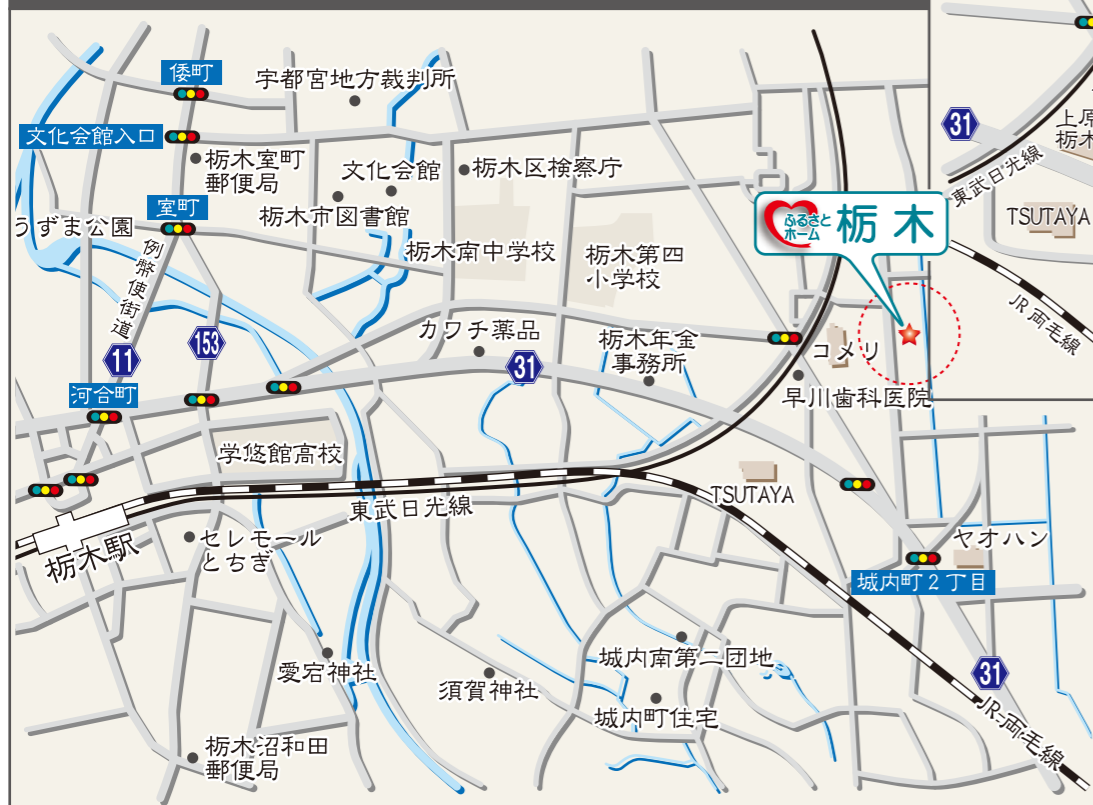 倭町
宇都宮地方裁判所
文化会館入口
栃木室町
郵便局
文化会館
栃木区検察庁
室町
栃木市図書館
うずま公園
例幣使街道
栃木南中学校
栃木第四
小学校
ふるさと
ホーム
栃木
31
上原
栃木
東武日光線
TSUTAYA
JR両毛線
11
153
カワチ薬品
31
栃木年金
事務所
コメリ
早川歯科医院
河合町
学悠館高校
東武日光線
TSUTAYA
栃木駅
セレモール
とちぎ
ヤオハン
城内町2丁目
愛宕神社
須賀神社
城内南第二団地
城内町住宅
31
JR両毛線
栃木沼和田
郵便局